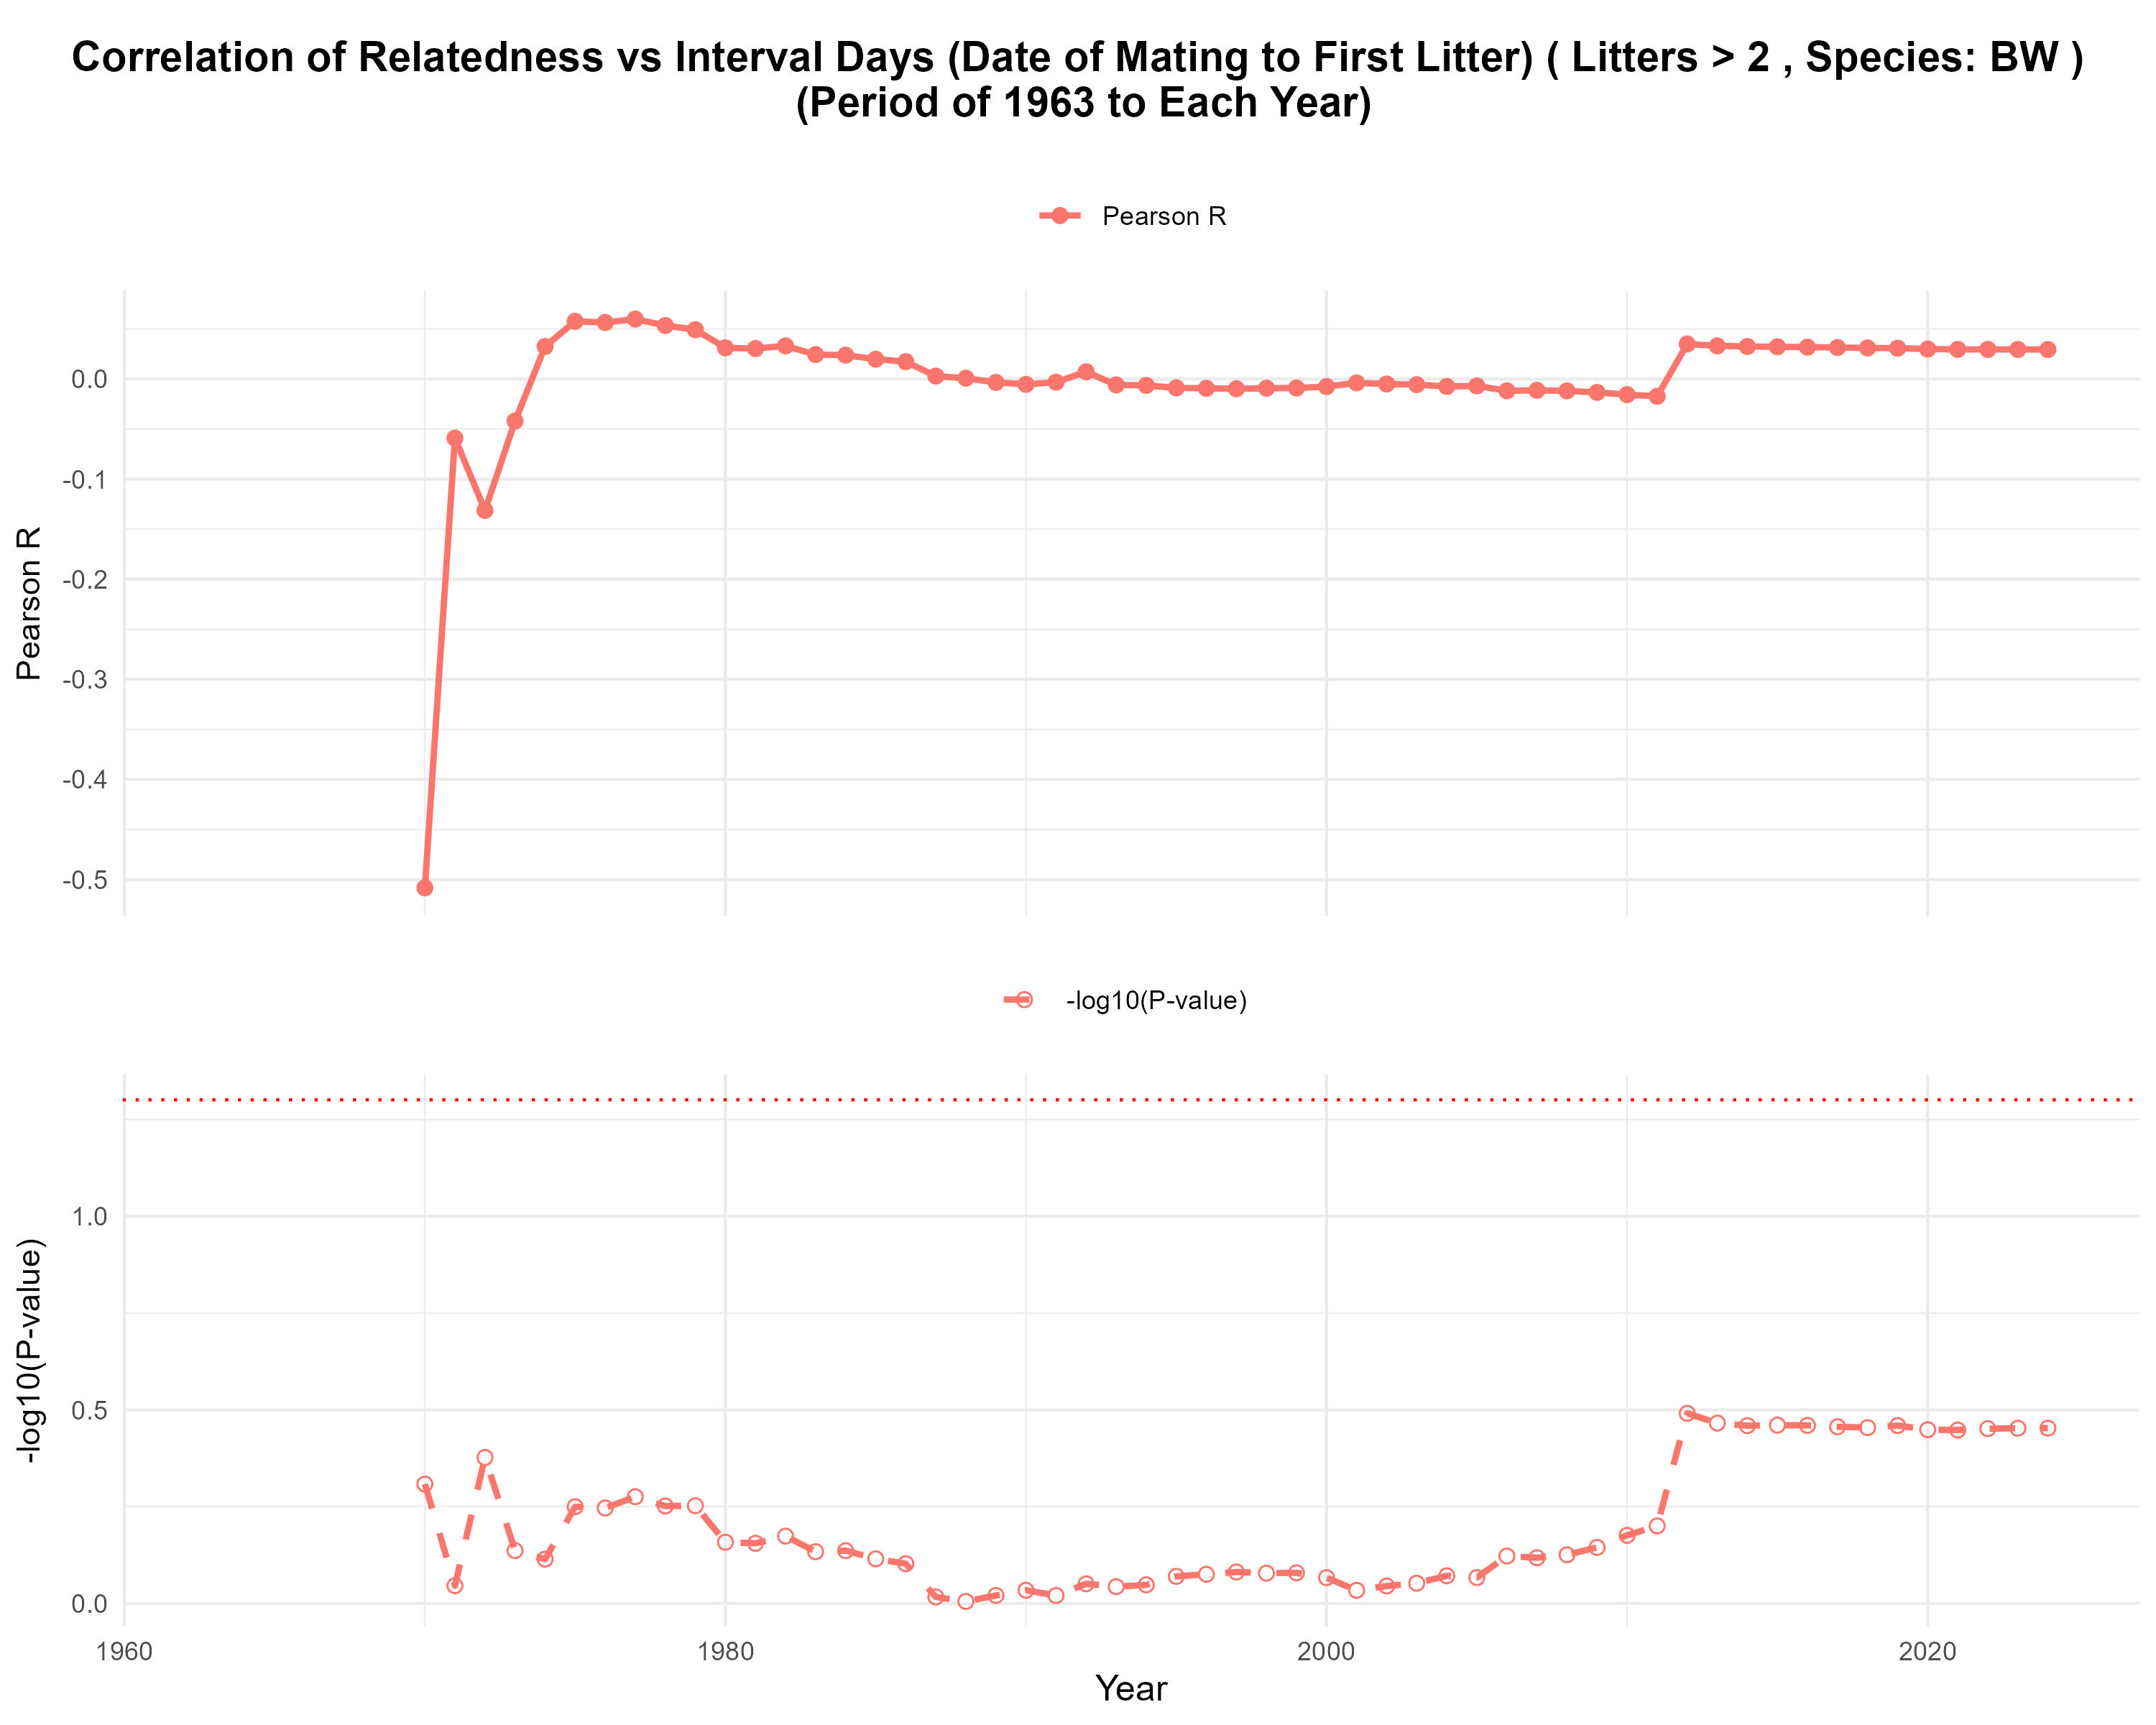 Correlation of Relatedness vs Interval Days (Date of Mating to First Litter) ( Litters > 2 , Species: BW )
(Period of 1963 to Each Year)
Pearson R
Pearson R
0.0
-0.1
-0.2
-0.3
-0.4
-0.5
-log10(P-value)
-log10(P-value)
1.0
0.5
0.0
1960
1980
2000
2020
Year